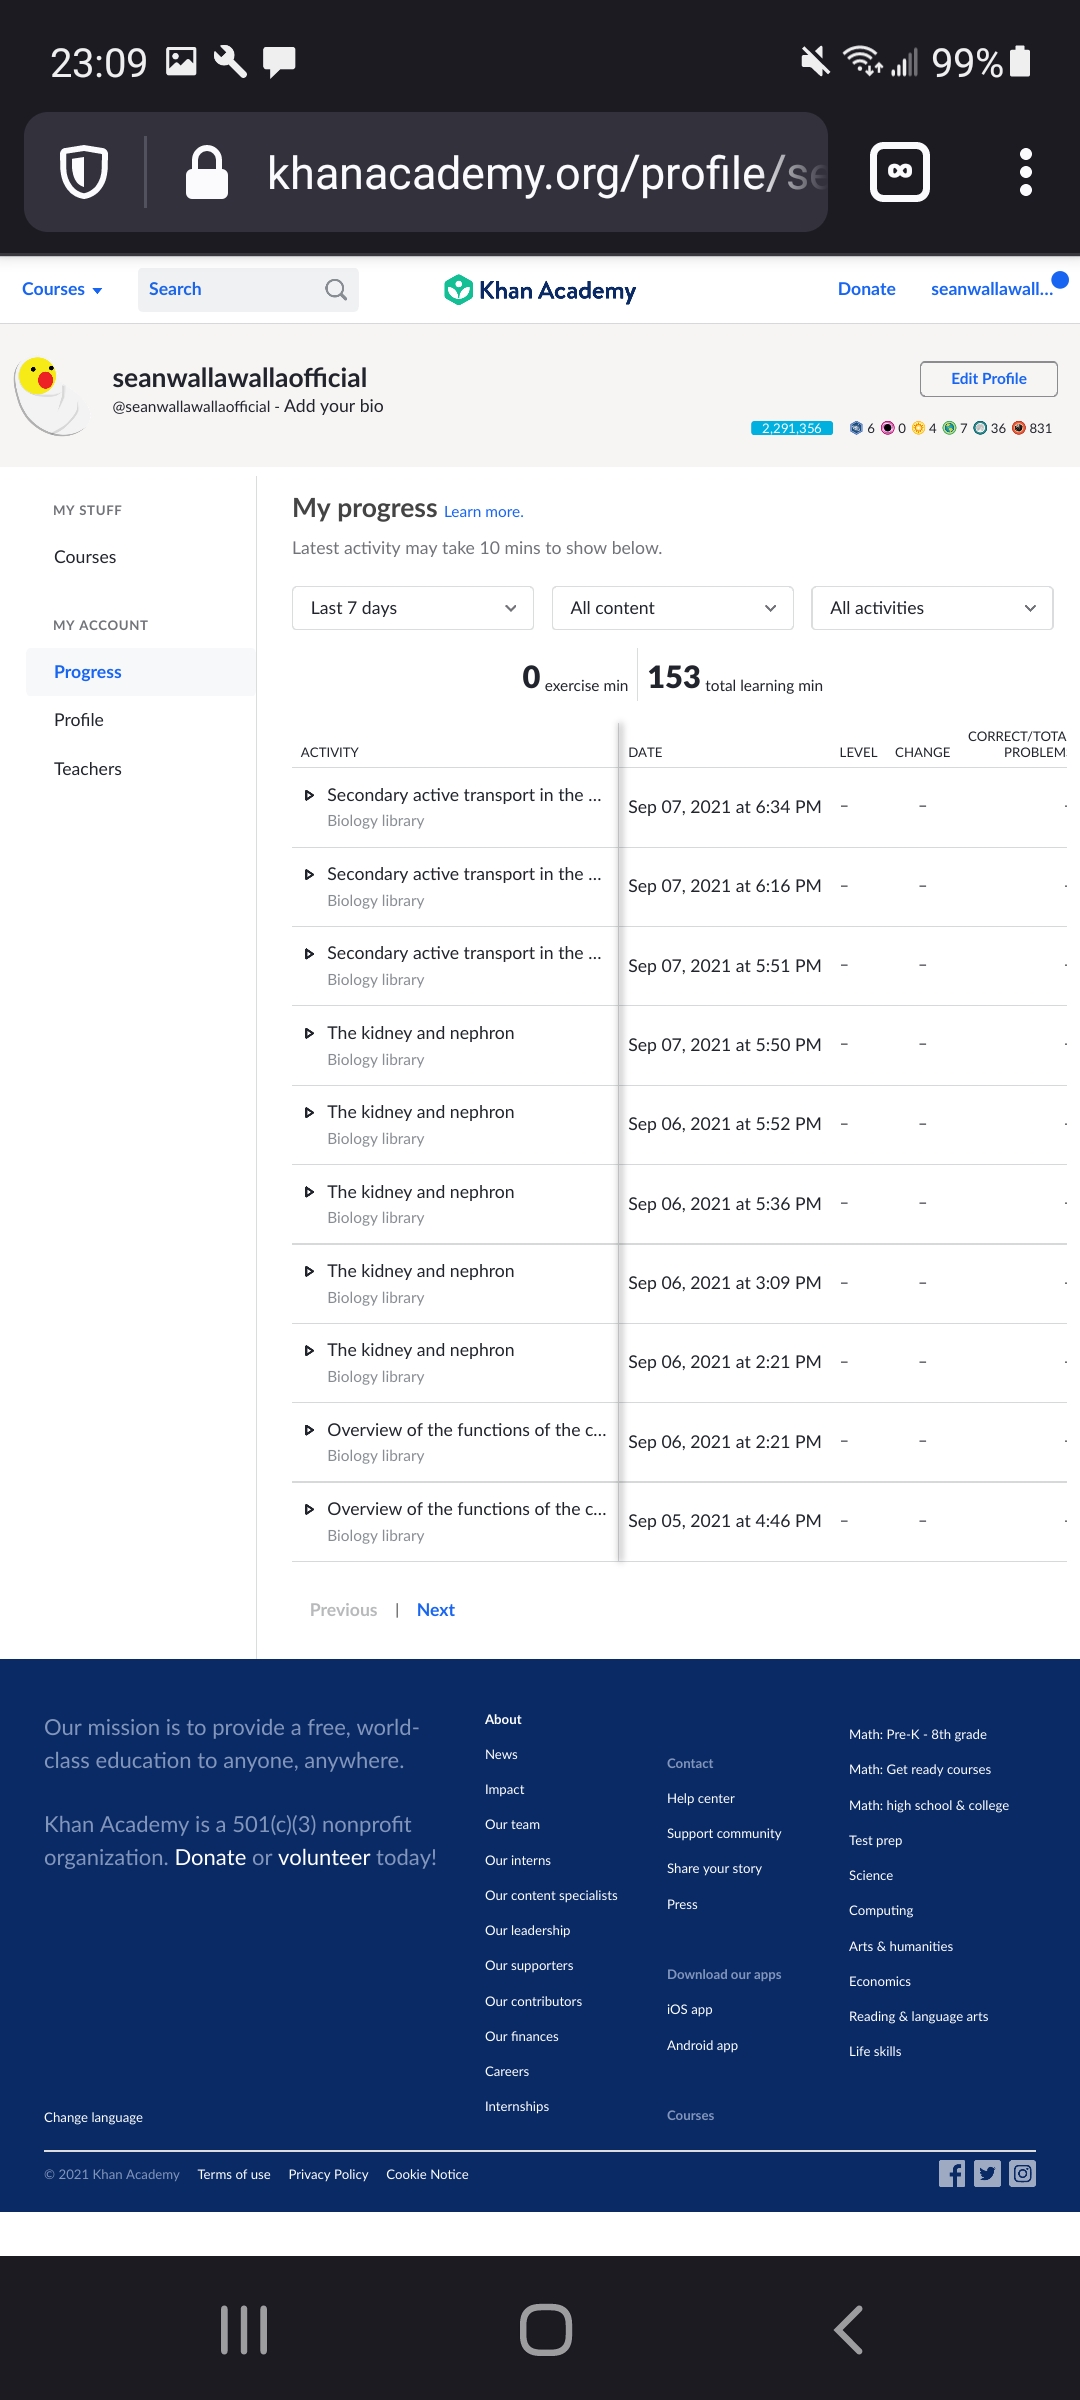 23:09
99%
khanacademy.org/profile/se
Courses
Search
Khan Academy
Donate
seanwallawall...
seanwallawallaofficial
@seanwallawallaofficial - Add your bio
Edit Profile
2,291,356 6 0 4 7 36 831
MY STUFF
Courses
MY ACCOUNT
Progress
Profile
Teachers
My progress Learn more.
Latest activity may take 10 mins to show below.
Last 7 days All content All activities
0 exercise min 153 total learning min
ACTIVITY DATE LEVEL CHANGE CORRECT/TOTA
PROBLEM
Secondary active transport in the ... Sep 07, 2021 at 6:34 PM – –
Biology library
Secondary active transport in the ... Sep 07, 2021 at 6:16 PM – –
Biology library
Secondary active transport in the ... Sep 07, 2021 at 5:51 PM – –
Biology library
The kidney and nephron Sep 07, 2021 at 5:50 PM – –
Biology library
The kidney and nephron Sep 06, 2021 at 5:52 PM – –
Biology library
The kidney and nephron Sep 06, 2021 at 5:36 PM – –
Biology library
The kidney and nephron Sep 06, 2021 at 3:09 PM – –
Biology library
The kidney and nephron Sep 06, 2021 at 2:21 PM – –
Biology library
Overview of the functions of the c... Sep 06, 2021 at 2:21 PM – –
Biology library
Overview of the functions of the c... Sep 05, 2021 at 4:46 PM – –
Biology library
Previous | Next
Our mission is to provide a free, world-
class education to anyone, anywhere.
Khan Academy is a 501(c)(3) nonprofit
organization. Donate or volunteer today!
About
News
Impact
Our team
Our interns
Our content specialists
Our leadership
Our supporters
Our contributors
Our finances
Careers
Internships
Contact
Help center
Support community
Share your story
Press
Download our apps
iOS app
Android app
Courses
Math: Pre-K - 8th grade
Math: Get ready courses
Math: high school & college
Test prep
Science
Computing
Arts & humanities
Economics
Reading & language arts
Life skills
Change language
© 2021 Khan Academy Terms of use Privacy Policy Cookie Notice